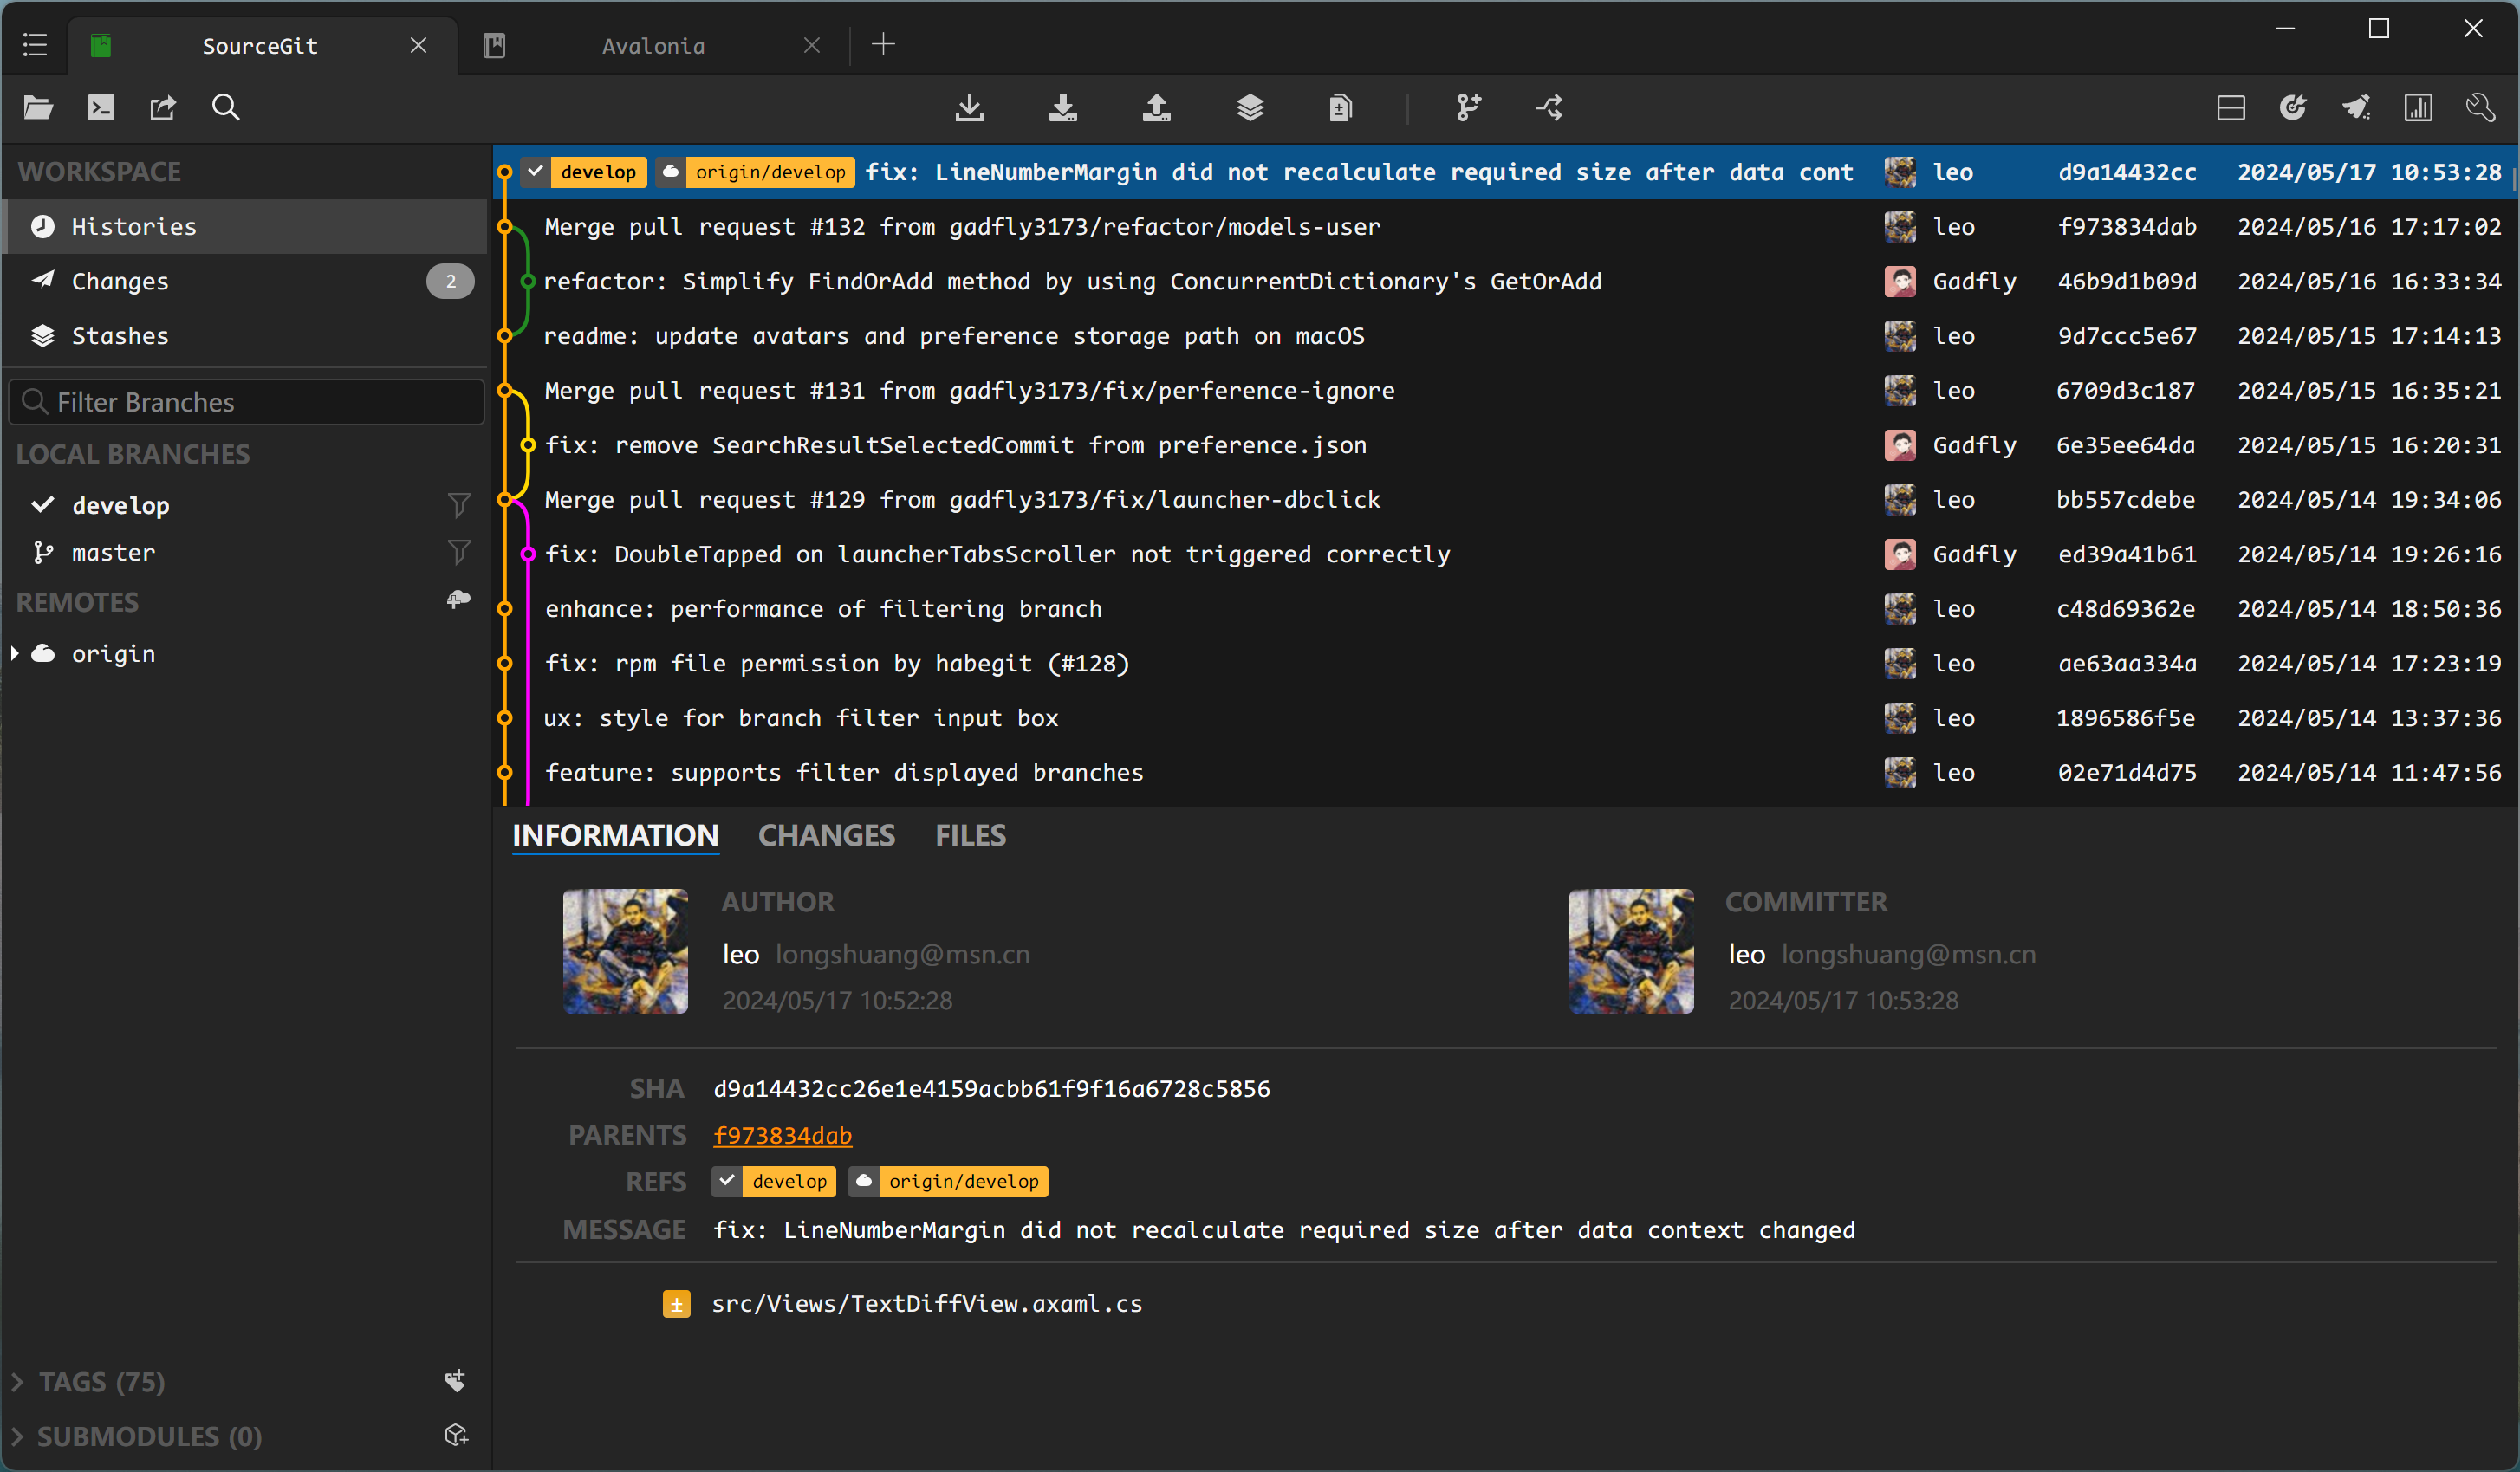 SourceGit
Avalonia
WORKSPACE
Histories
Changes 2
Stashes
Filter Branches
LOCAL BRANCHES
develop
master
REMOTES
origin
TAGS (75)
SUBMODULES (0)
develop origin/develop fix: LineNumberMargin did not recalculate required size after data cont leo d9a14432cc 2024/05/17 10:53:28
Merge pull request #132 from gadfly3173/refactor/models-user leo f973834dab 2024/05/16 17:17:02
refactor: Simplify FindOrAdd method by using ConcurrentDictionary's GetOrAdd Gadfly 46b9d1b09d 2024/05/16 16:33:34
readme: update avatars and preference storage path on macOS leo 9d7ccc5e67 2024/05/15 17:14:13
Merge pull request #131 from gadfly3173/fix/perference-ignore leo 6709d3c187 2024/05/15 16:35:21
fix: remove SearchResultSelectedCommit from preference.json Gadfly 6e35ee64da 2024/05/15 16:20:31
Merge pull request #129 from gadfly3173/fix/launcher-dbclick leo bb557cdebe 2024/05/14 19:34:06
fix: DoubleTapped on launcherTabsScroller not triggered correctly Gadfly ed39a41b61 2024/05/14 19:26:16
enhance: performance of filtering branch leo c48d69362e 2024/05/14 18:50:36
fix: rpm file permission by habegit (#128) leo ae63aa334a 2024/05/14 17:23:19
ux: style for branch filter input box leo 1896586f5e 2024/05/14 13:37:36
feature: supports filter displayed branches leo 02e71d4d75 2024/05/14 11:47:56
INFORMATION CHANGES FILES
AUTHOR
leo longshuang@msn.cn
2024/05/17 10:52:28
COMMITTER
leo longshuang@msn.cn
2024/05/17 10:53:28
SHA d9a14432cc26e1e4159acbb61f9f16a6728c5856
PARENTS f973834dab
REFS develop origin/develop
MESSAGE fix: LineNumberMargin did not recalculate required size after data context changed
± src/Views/TextDiffView.axaml.cs